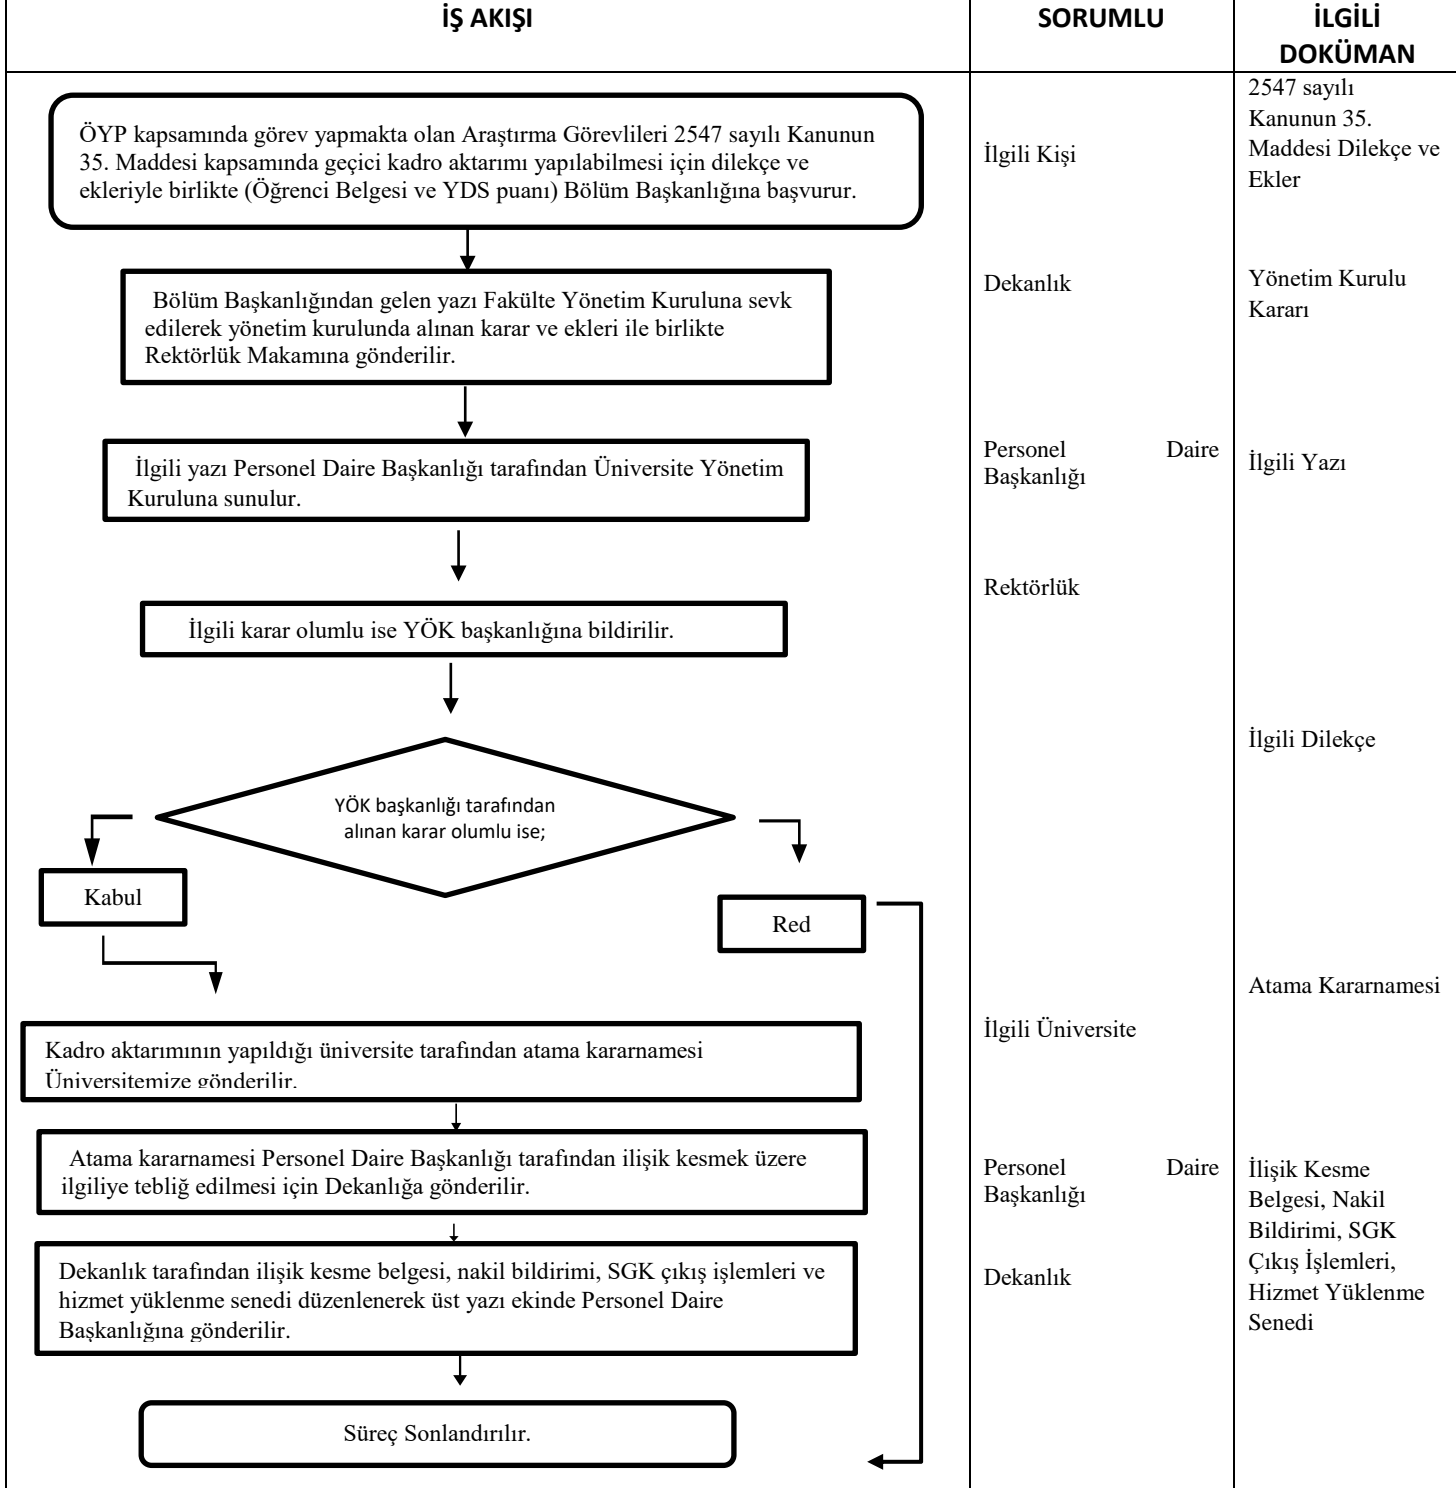 İŞ AKIŞI
SORUMLU
İLGİLİ
DOKÜMAN
ÖYP kapsamında görev yapmakta olan Araştırma Görevlileri 2547 sayılı Kanunun
35. Maddesi kapsamında geçici kadro aktarımı yapılabilmesi için dilekçe ve
ekleriyle birlikte (Öğrenci Belgesi ve YDS puanı) Bölüm Başkanlığına başvurur.
İlgili Kişi
2547 sayılı
Kanunun 35.
Maddesi Dilekçe ve
Ekler
Bölüm Başkanlığından gelen yazı Fakülte Yönetim Kuruluna sevk
edilerek yönetim kurulunda alınan karar ve ekleri ile birlikte
Rektörlük Makamına gönderilir.
Dekanlık
Yönetim Kurulu
Kararı
İlgili yazı Personel Daire Başkanlığı tarafından Üniversite Yönetim
Kuruluna sunulur.
Personel Daire
Başkanlığı
İlgili Yazı
İlgili karar olumlu ise YÖK başkanlığına bildirilir.
Rektörlük
YÖK başkanlığı tarafından
alınan karar olumlu ise;
İlgili Dilekçe
Kabul
Red
Kadro aktarımının yapıldığı üniversite tarafından atama kararnamesi
Üniversitemize gönderilir.
İlgili Üniversite
Atama Kararnamesi
Atama kararnamesi Personel Daire Başkanlığı tarafından ilişik kesmek üzere
ilgiliye tebliğ edilmesi için Dekanlığa gönderilir.
Personel Daire
Başkanlığı
Dekanlık tarafından ilişik kesme belgesi, nakil bildirimi, SGK çıkış işlemleri ve
hizmet yüklenme senedi düzenlenerek üst yazı ekinde Personel Daire
Başkanlığına gönderilir.
Dekanlık
İlişik Kesme
Belgesi, Nakil
Bildirimi, SGK
Çıkış İşlemleri,
Hizmet Yüklenme
Senedi
Süreç Sonlandırılır.